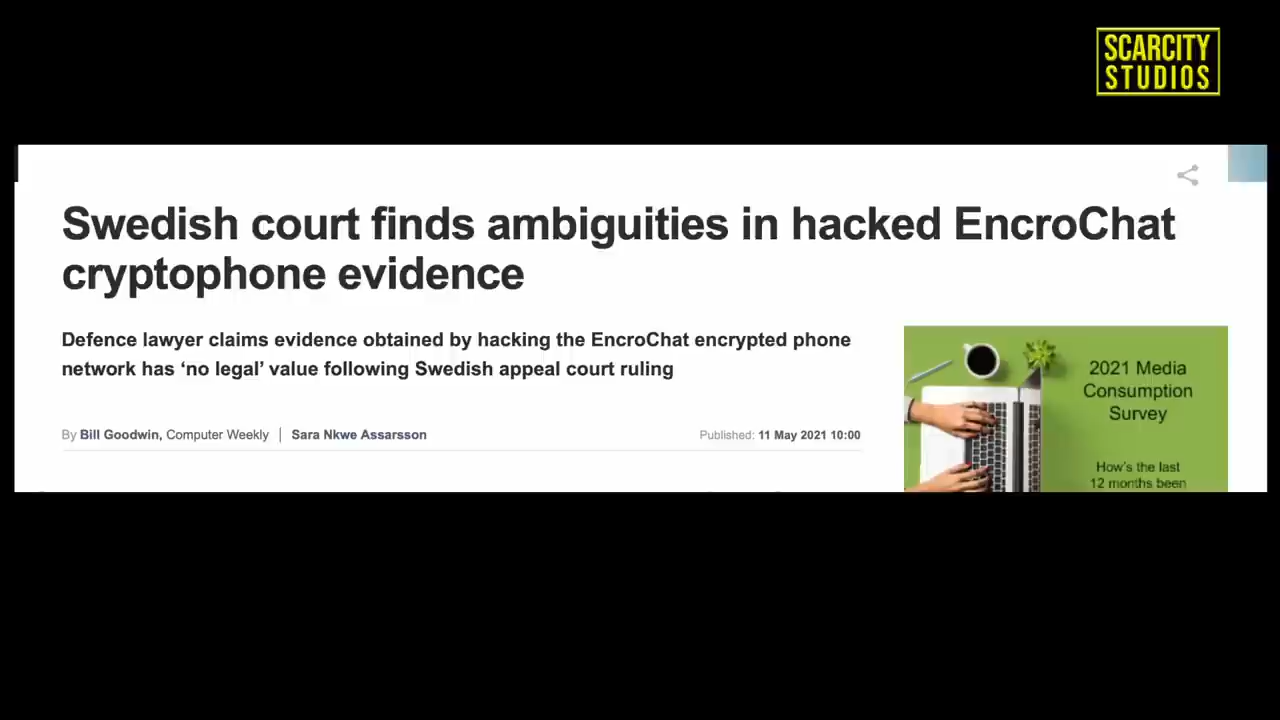 SCARCITY
STUDIOS
Swedish court finds ambiguities in hacked EncroChat
cryptophone evidence
Defence lawyer claims evidence obtained by hacking the EncroChat encrypted phone
network has ‘no legal’ value following Swedish appeal court ruling
By Bill Goodwin, Computer Weekly | Sara Nkwe Assarsson
Published: 11 May 2021 10:00
2021 Media
Consumption
Survey
How's the last
12 months been